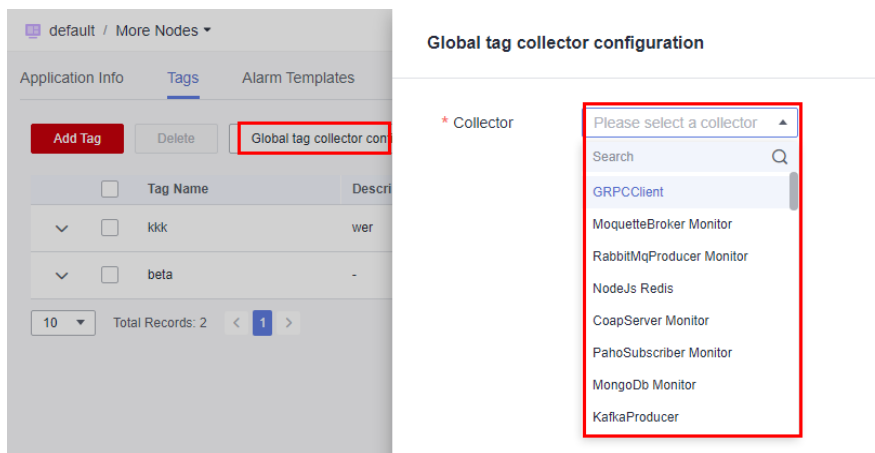 default / More Nodes
Application Info Tags Alarm Templates
Add Tag Delete Global tag collector
Tag Name
kkk wer
beta -
10 Total Records: 2 < 1 >
Global tag collector configuration
* Collector Please select a collector
Search
GRPCClient
MoquetteBroker Monitor
RabbitMqProducer Monitor
NodeJs Redis
CoapServer Monitor
PahoSubscriber Monitor
MongoDb Monitor
KafkaProducer